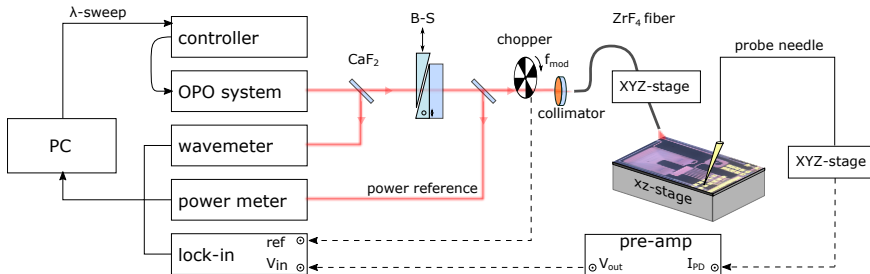 λ-sweep
controller
OPO system
PC
wavemeter
power meter
lock-in
ref
Vin
CaF2
B-S
power reference
chopper
fmod
collimator
ZrF4 fiber
XYZ-stage
probe needle
XYZ-stage
xz-stage
pre-amp
Vout
IPD